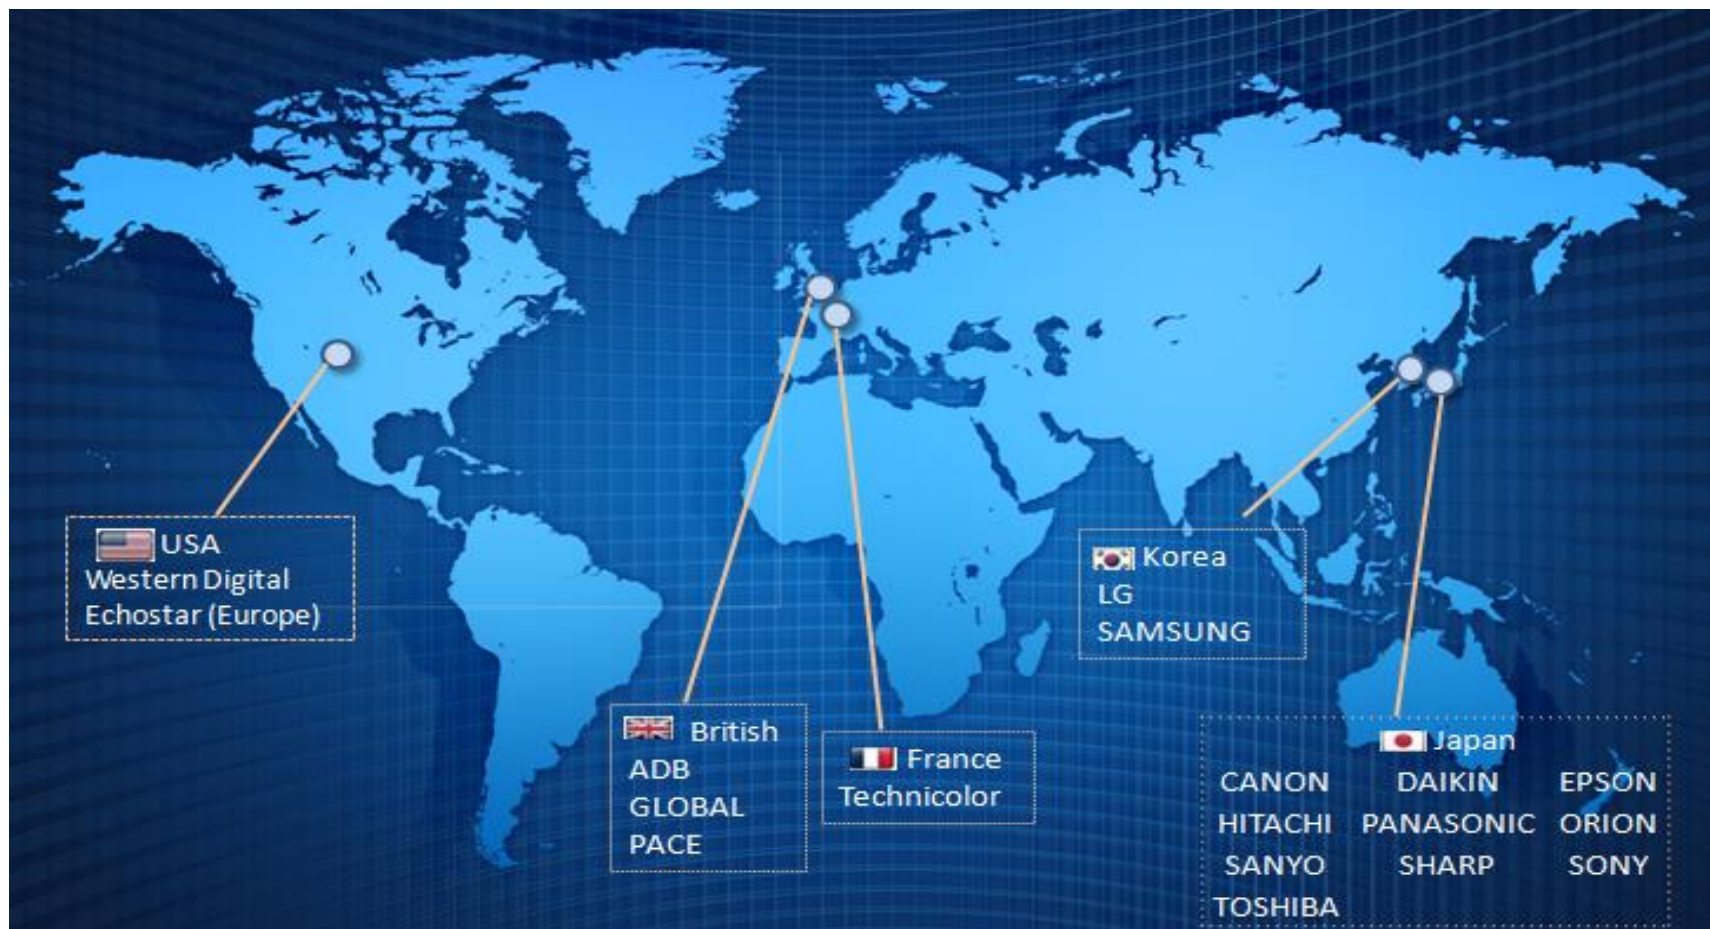 USA
Western Digital
Echostar (Europe)
British
ADB
GLOBAL
PACE
France
Technicolor
Korea
LG
SAMSUNG
Japan
CANON DAIKIN EPSON
HITACHI PANASONIC ORION
SANYO SHARP SONY
TOSHIBA